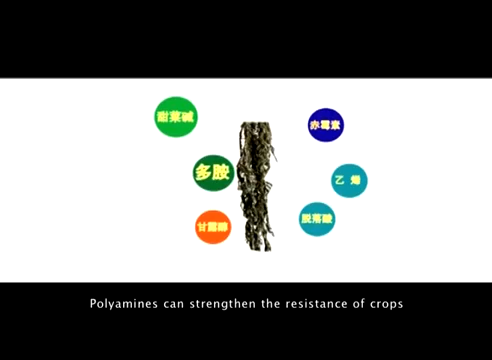 甜菜碱
赤霉素
多胺
乙烯
甘露醇
脱落酸
Polyamines can strengthen the resistance of crops